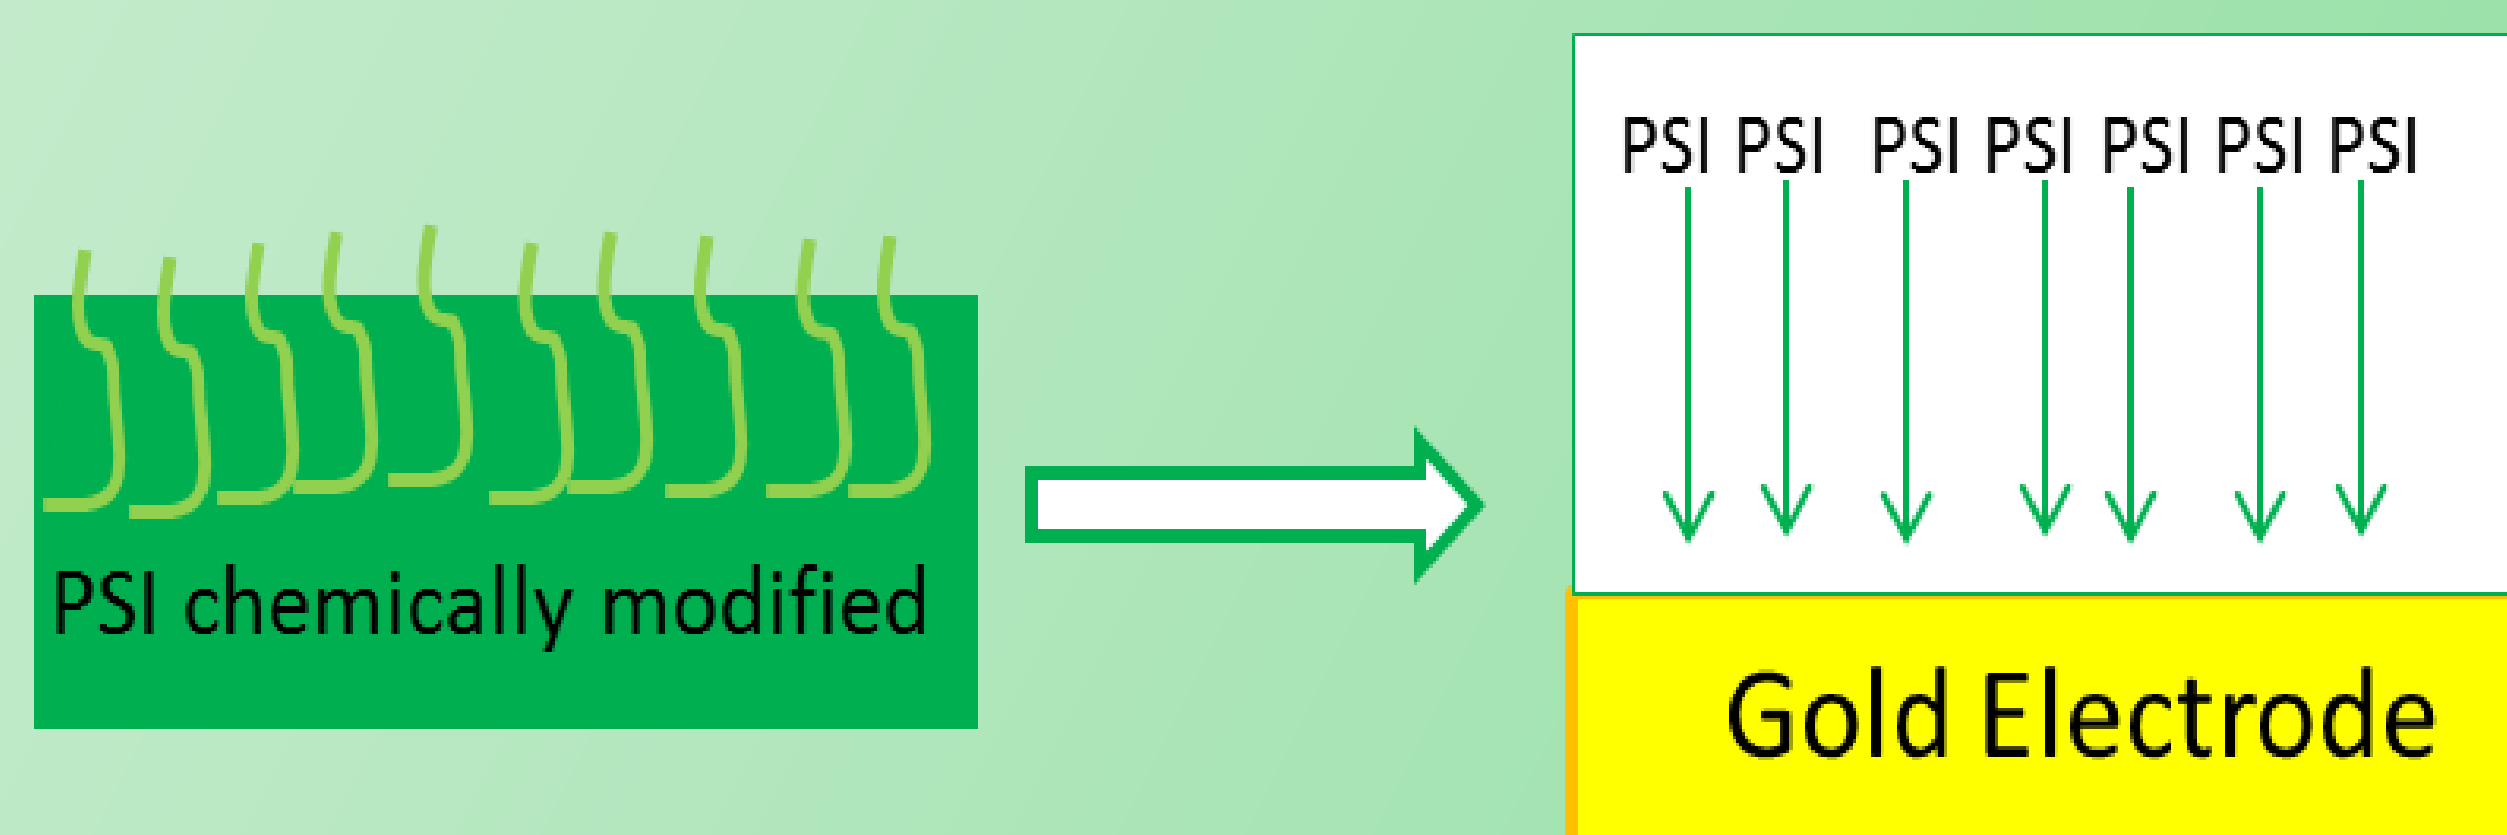 PSI chemically modified
PSI PSI PSI PSI PSI PSI PSI
Gold Electrode